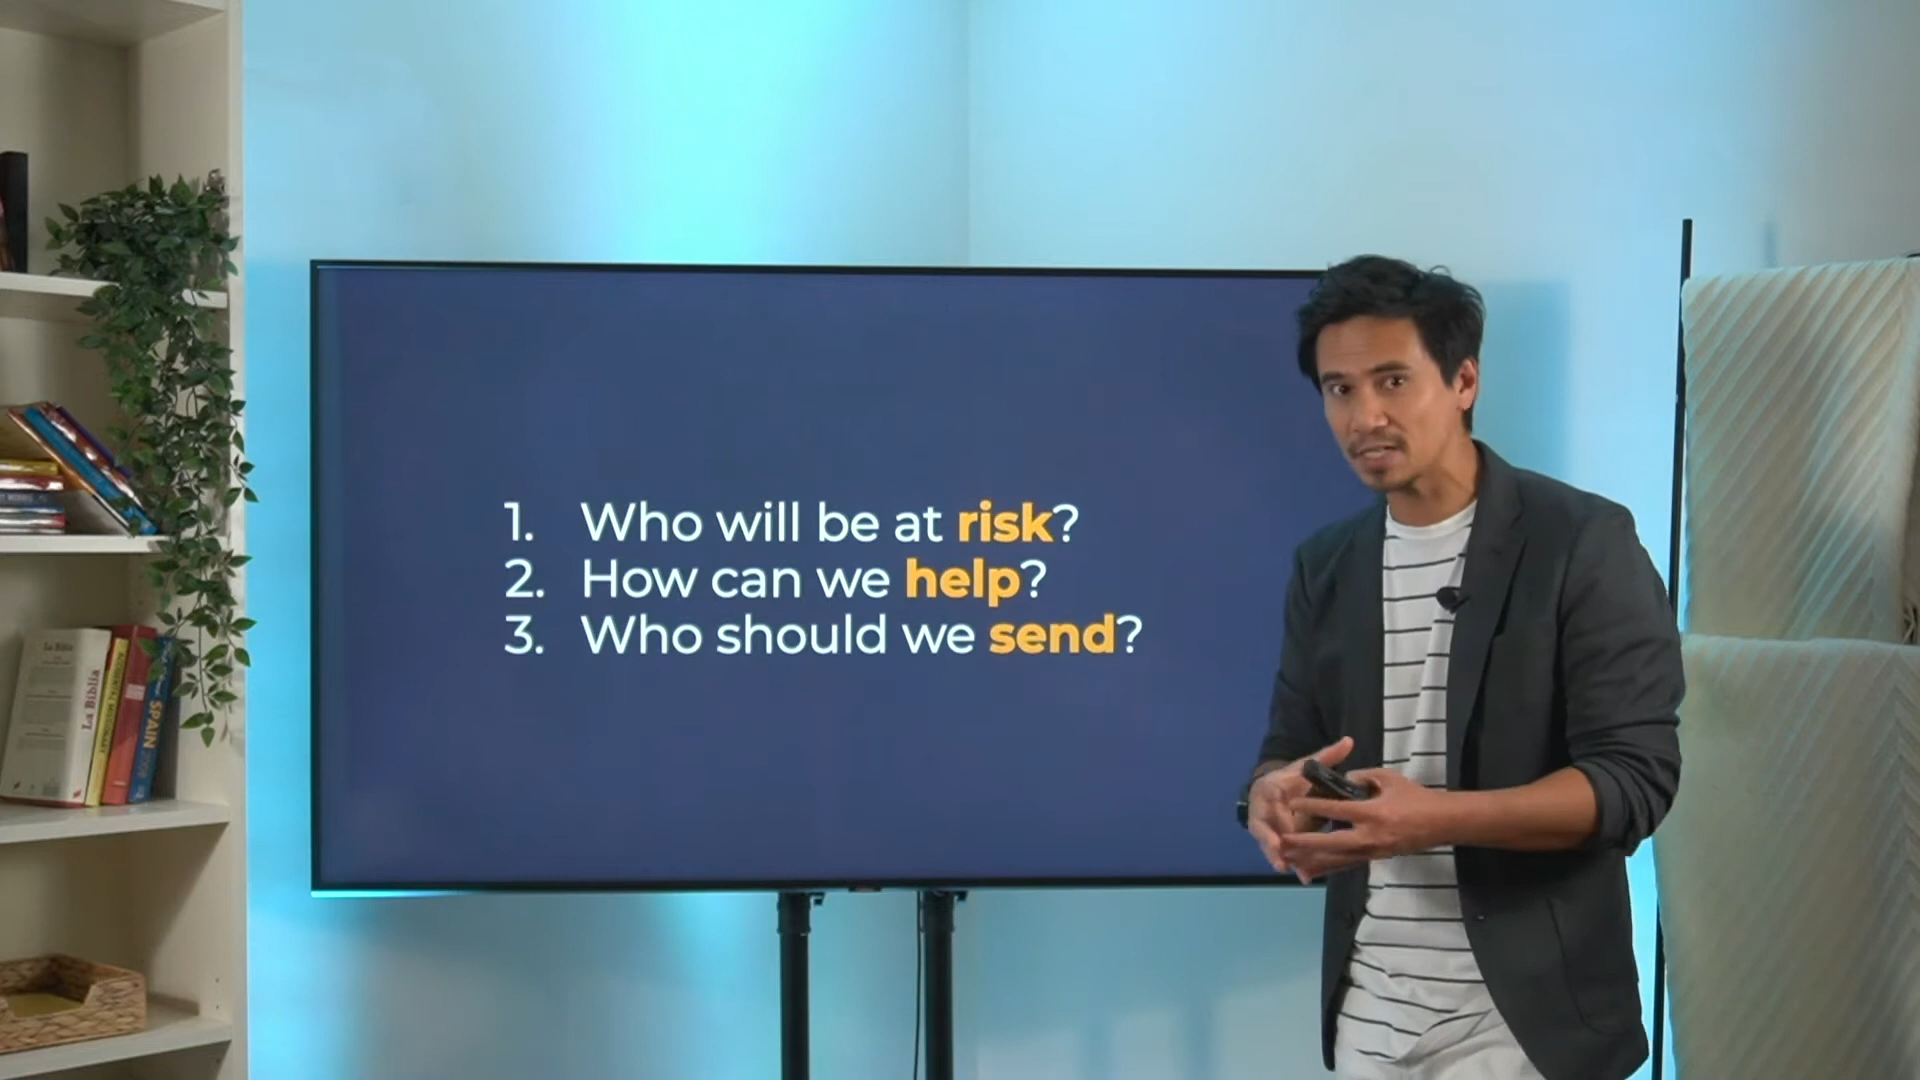 1. Who will be at risk?
2. How can we help?
3. Who should we send?
La Biblia
La Biblia
SPAIN